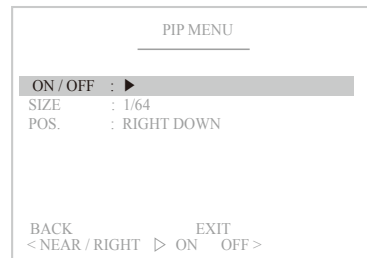 PIP MENU
ON / OFF : ▶
SIZE : 1/64
POS. : RIGHT DOWN
BACK EXIT
< NEAR / RIGHT ▷ ON OFF >